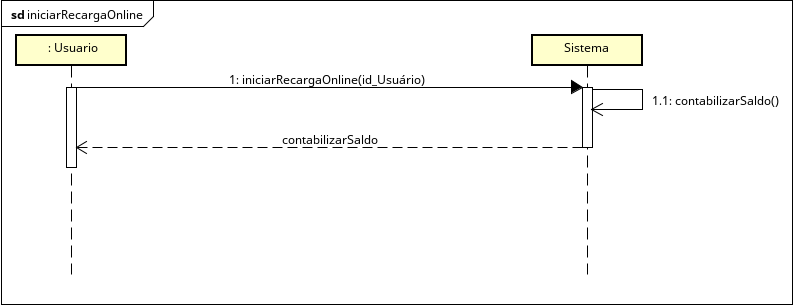 sd iniciarRecargaOnline
: Usuario
Sistema
1: iniciarRecargaOnline(id_Usuário)
1.1: contabilizarSaldo()
contabilizarSaldo